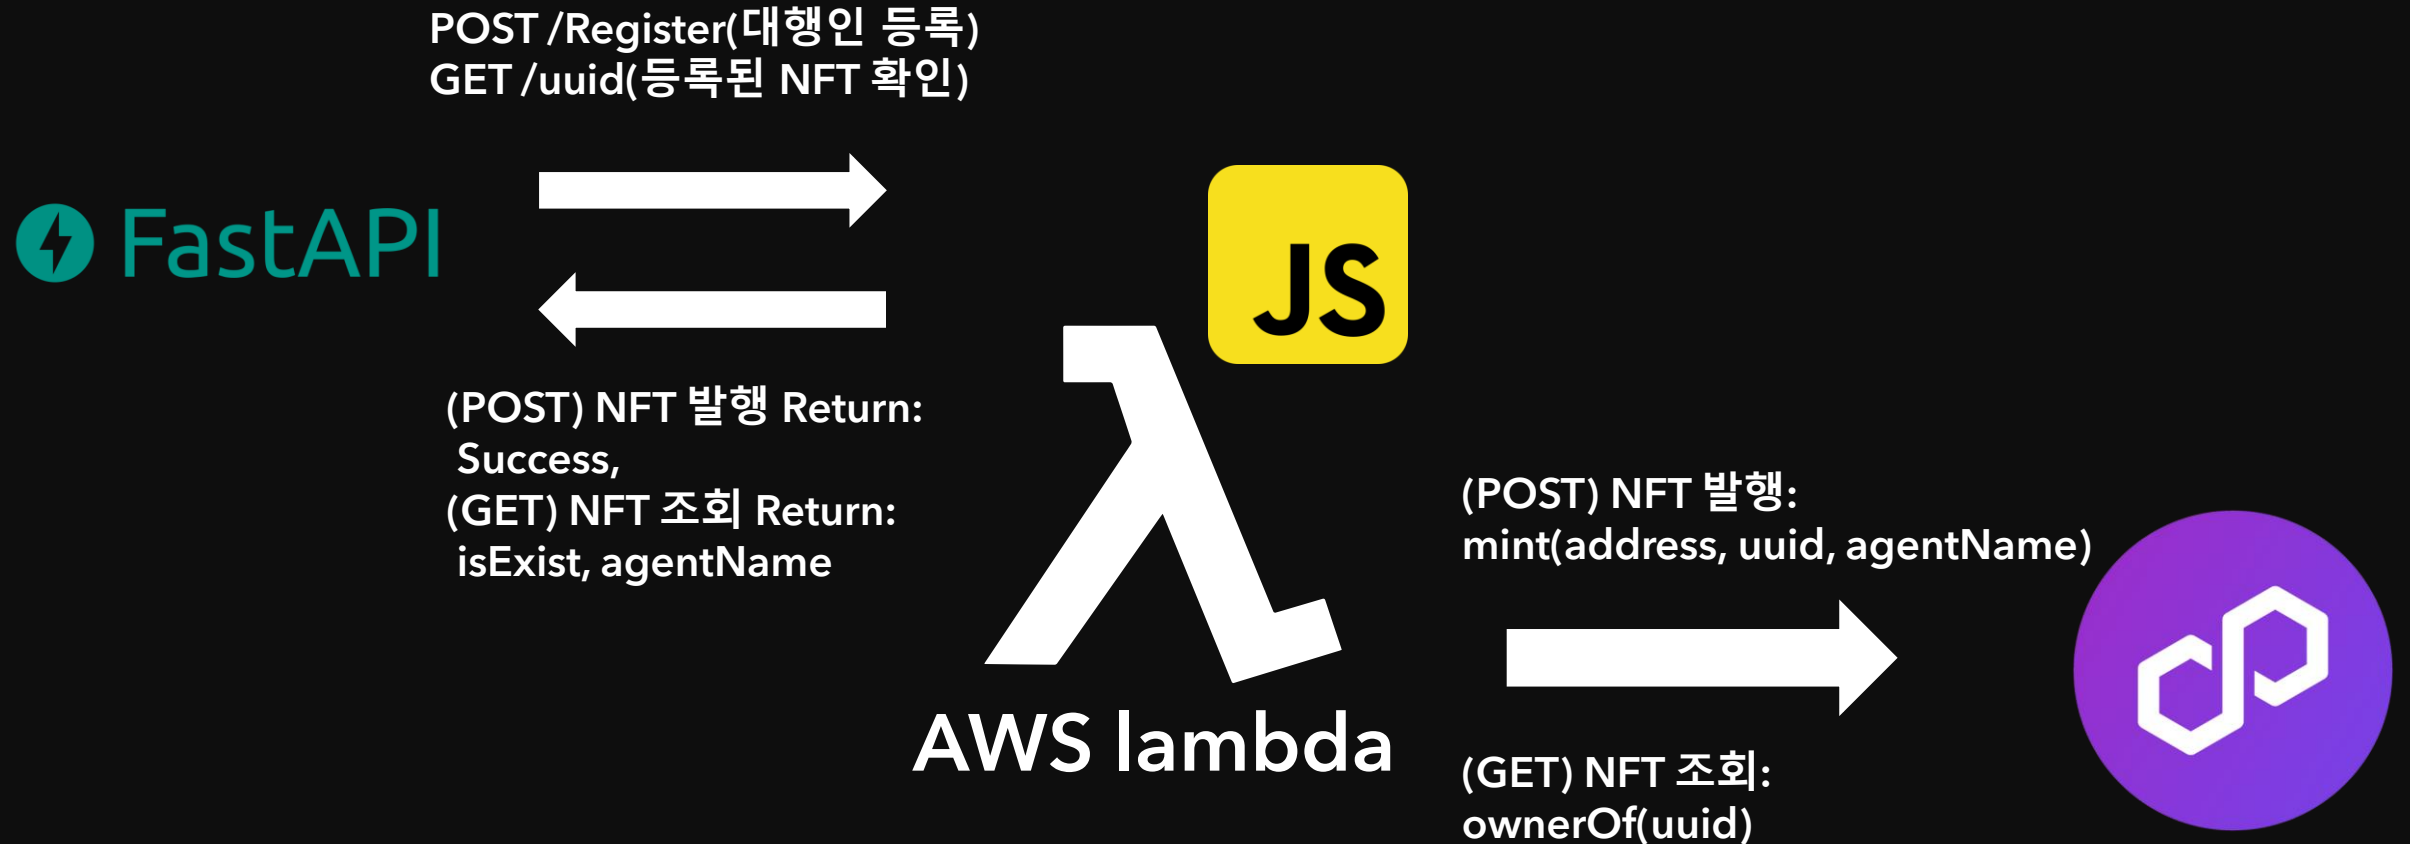 POST /Register(대행인 등록)
GET /uuid(등록된 NFT 확인)
FastAPI
JS
(POST) NFT 발행 Return:
Success,
(GET) NFT 조회 Return:
isExist, agentName
(POST) NFT 발행:
mint(address, uuid, agentName)
AWS lambda
(GET) NFT 조회:
ownerOf(uuid)